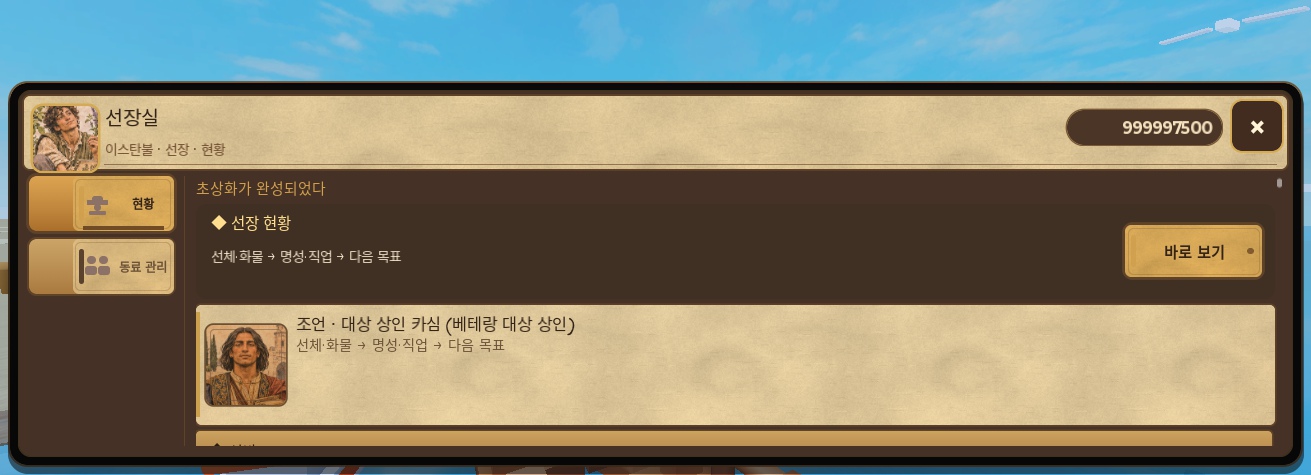 선장실
이스탄불 · 선장 · 현황
999997500
×
현황
동료 관리
초상화가 완성되었다
◆ 선장 현황
선체·화물 → 명성·직업 → 다음 목표
바로 보기
조언 · 대상 상인 카심 (베테랑 대상 상인)
선체·화물 → 명성·직업 → 다음 목표